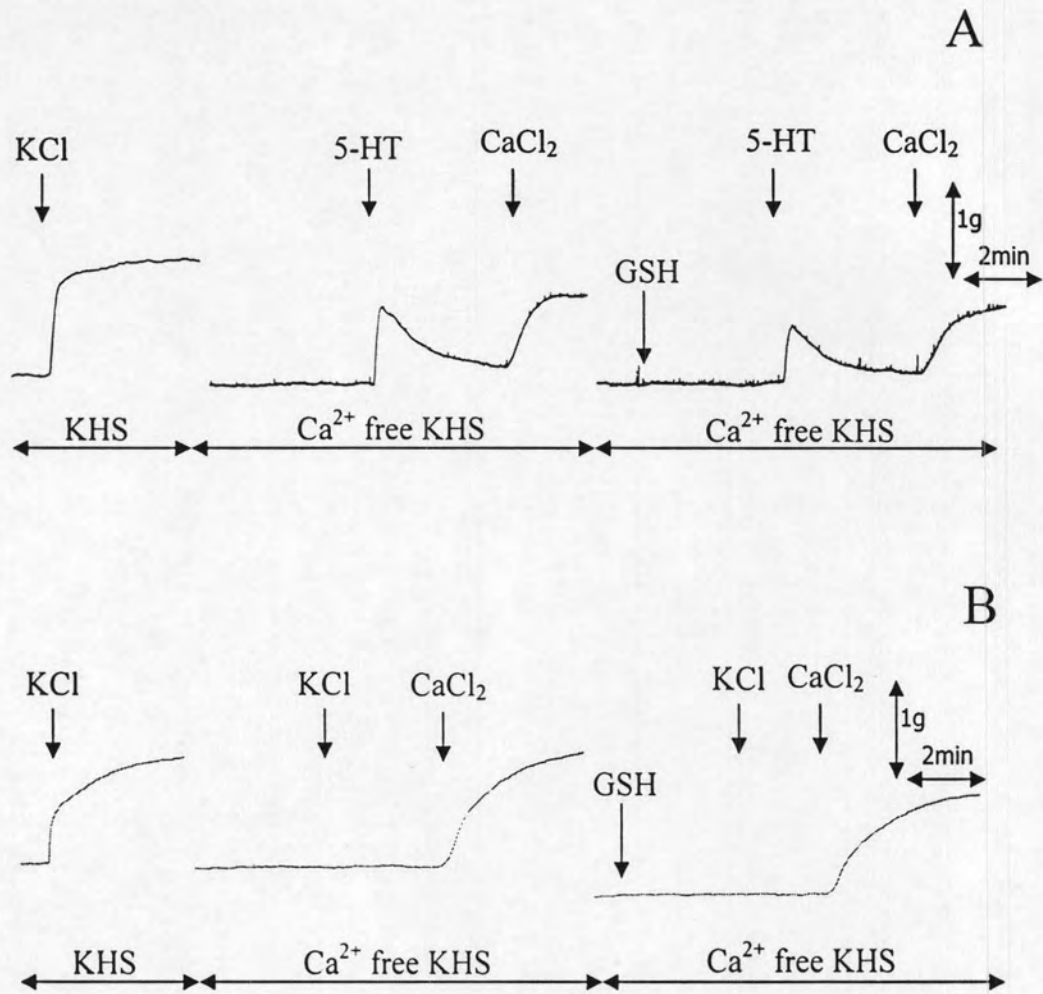 A
KCl
5-HT
CaCl₂
5-HT
CaCl₂
1g
2min
GSH
KHS
Ca²⁺ free KHS
Ca²⁺ free KHS
B
KCl
KCl
CaCl₂
KCl
CaCl₂
1g
2min
GSH
KHS
Ca²⁺ free KHS
Ca²⁺ free KHS